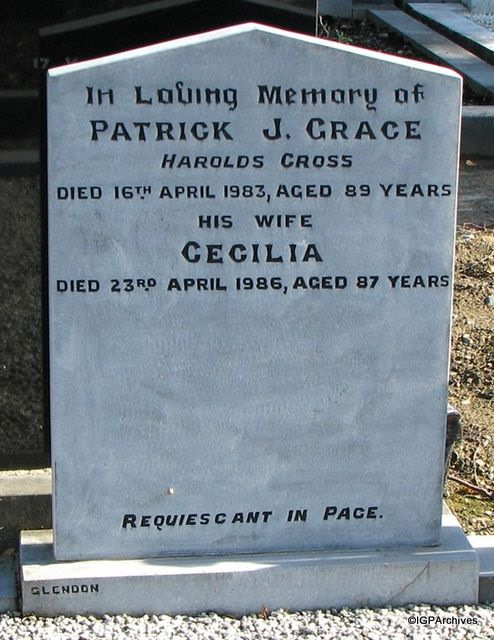 In Loving Memory of
PATRICK J. GRACE
HAROLDS CROSS
DIED 16TH APRIL 1983, AGED 89 YEARS
HIS WIFE
CECILIA
DIED 23RD APRIL 1986, AGED 87 YEARS
REQUIESCANT IN PACE.
GLENDON
©IGPArchives